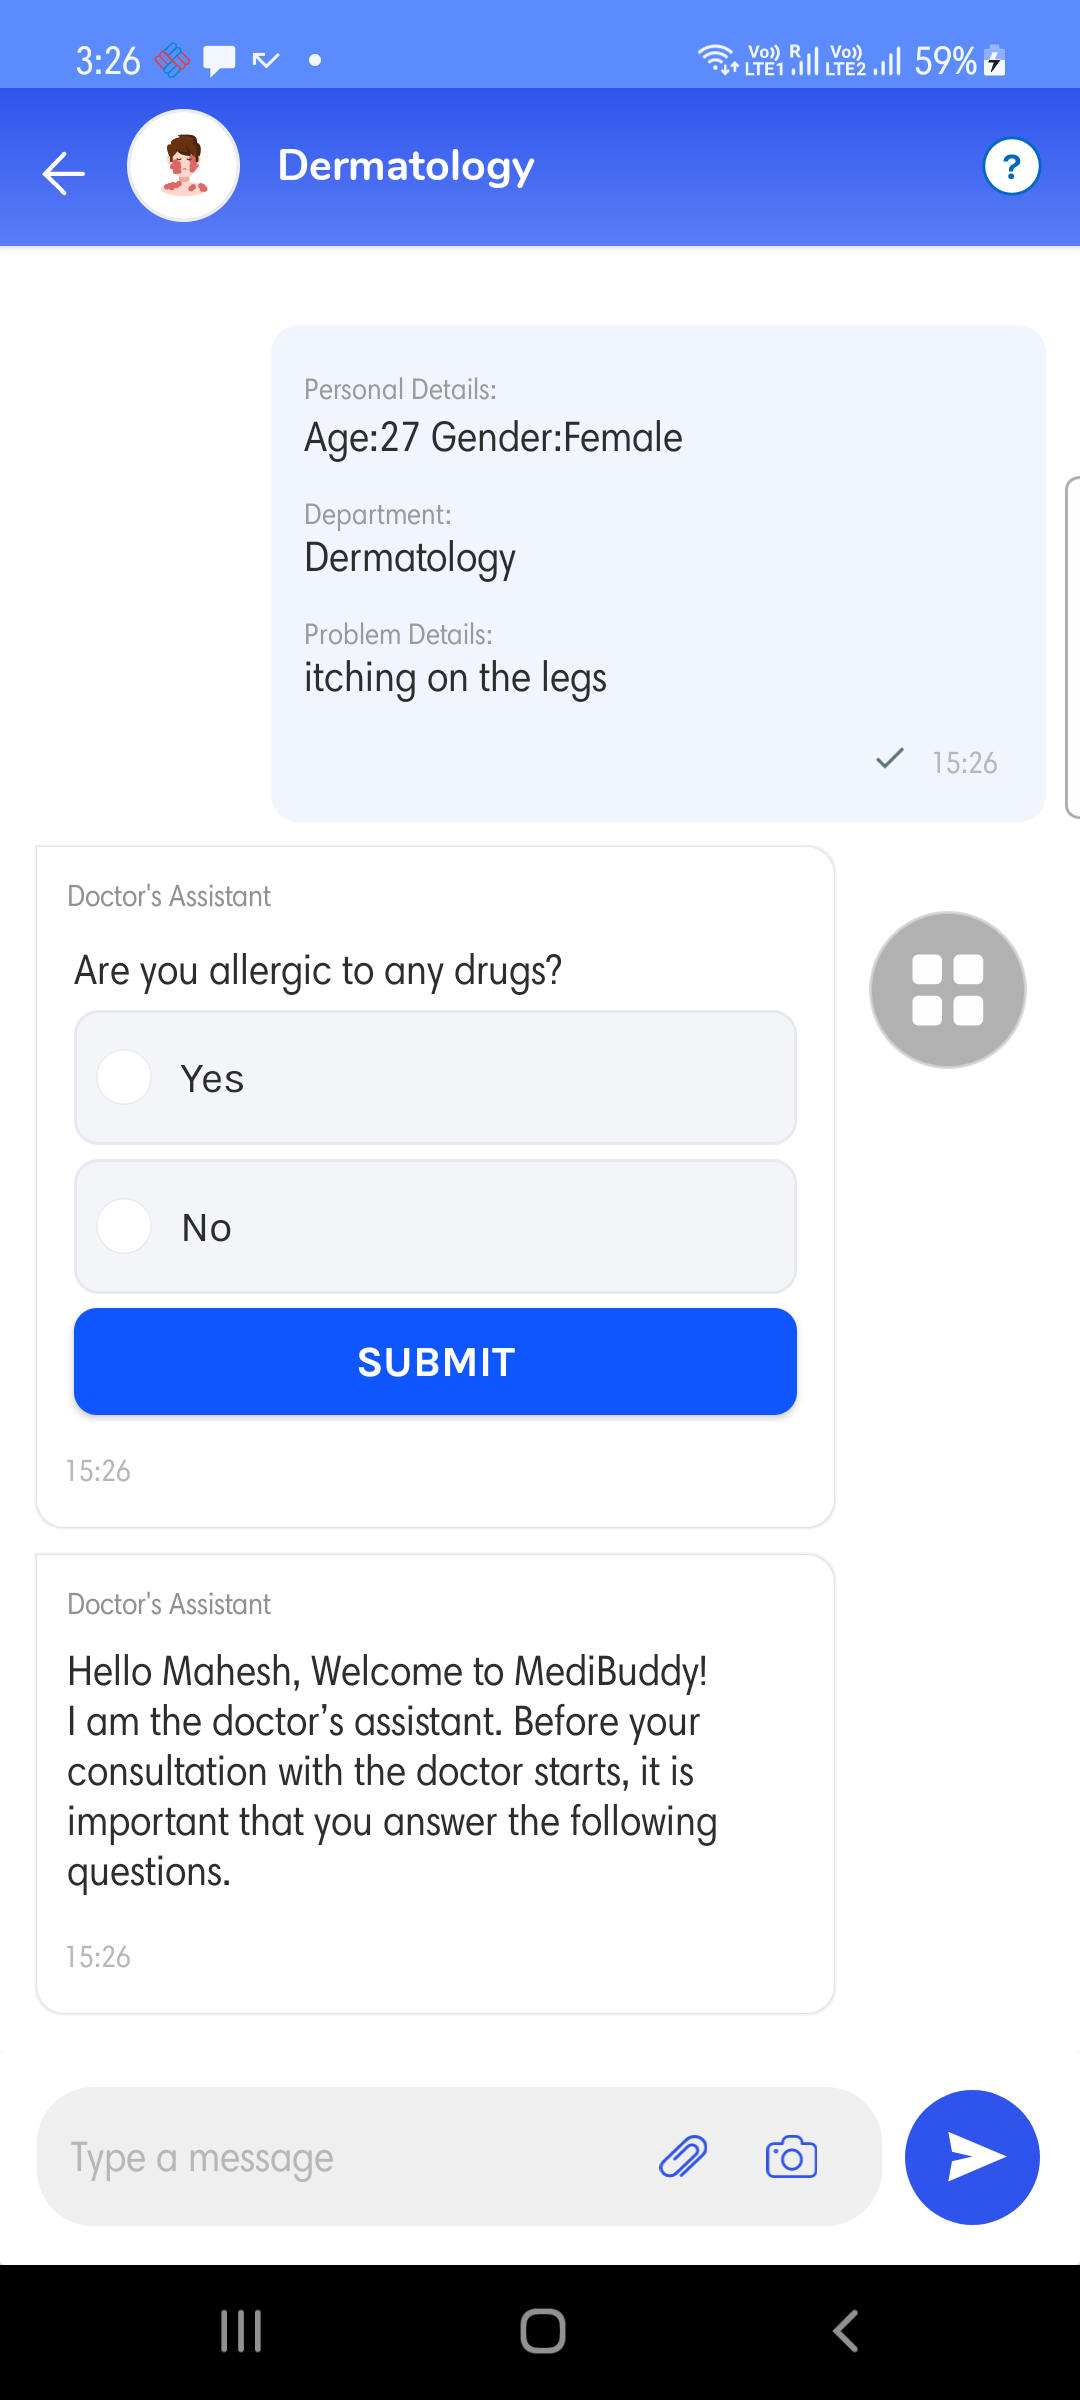 3:26
Vo)) R Vo))
LTE1 LTE2 59%
Dermatology
?
Personal Details:
Age:27 Gender:Female
Department:
Dermatology
Problem Details:
itching on the legs
15:26
Doctor's Assistant
Are you allergic to any drugs?
Yes
No
SUBMIT
15:26
Doctor's Assistant
Hello Mahesh, Welcome to MediBuddy!
I am the doctor’s assistant. Before your
consultation with the doctor starts, it is
important that you answer the following
questions.
15:26
Type a message